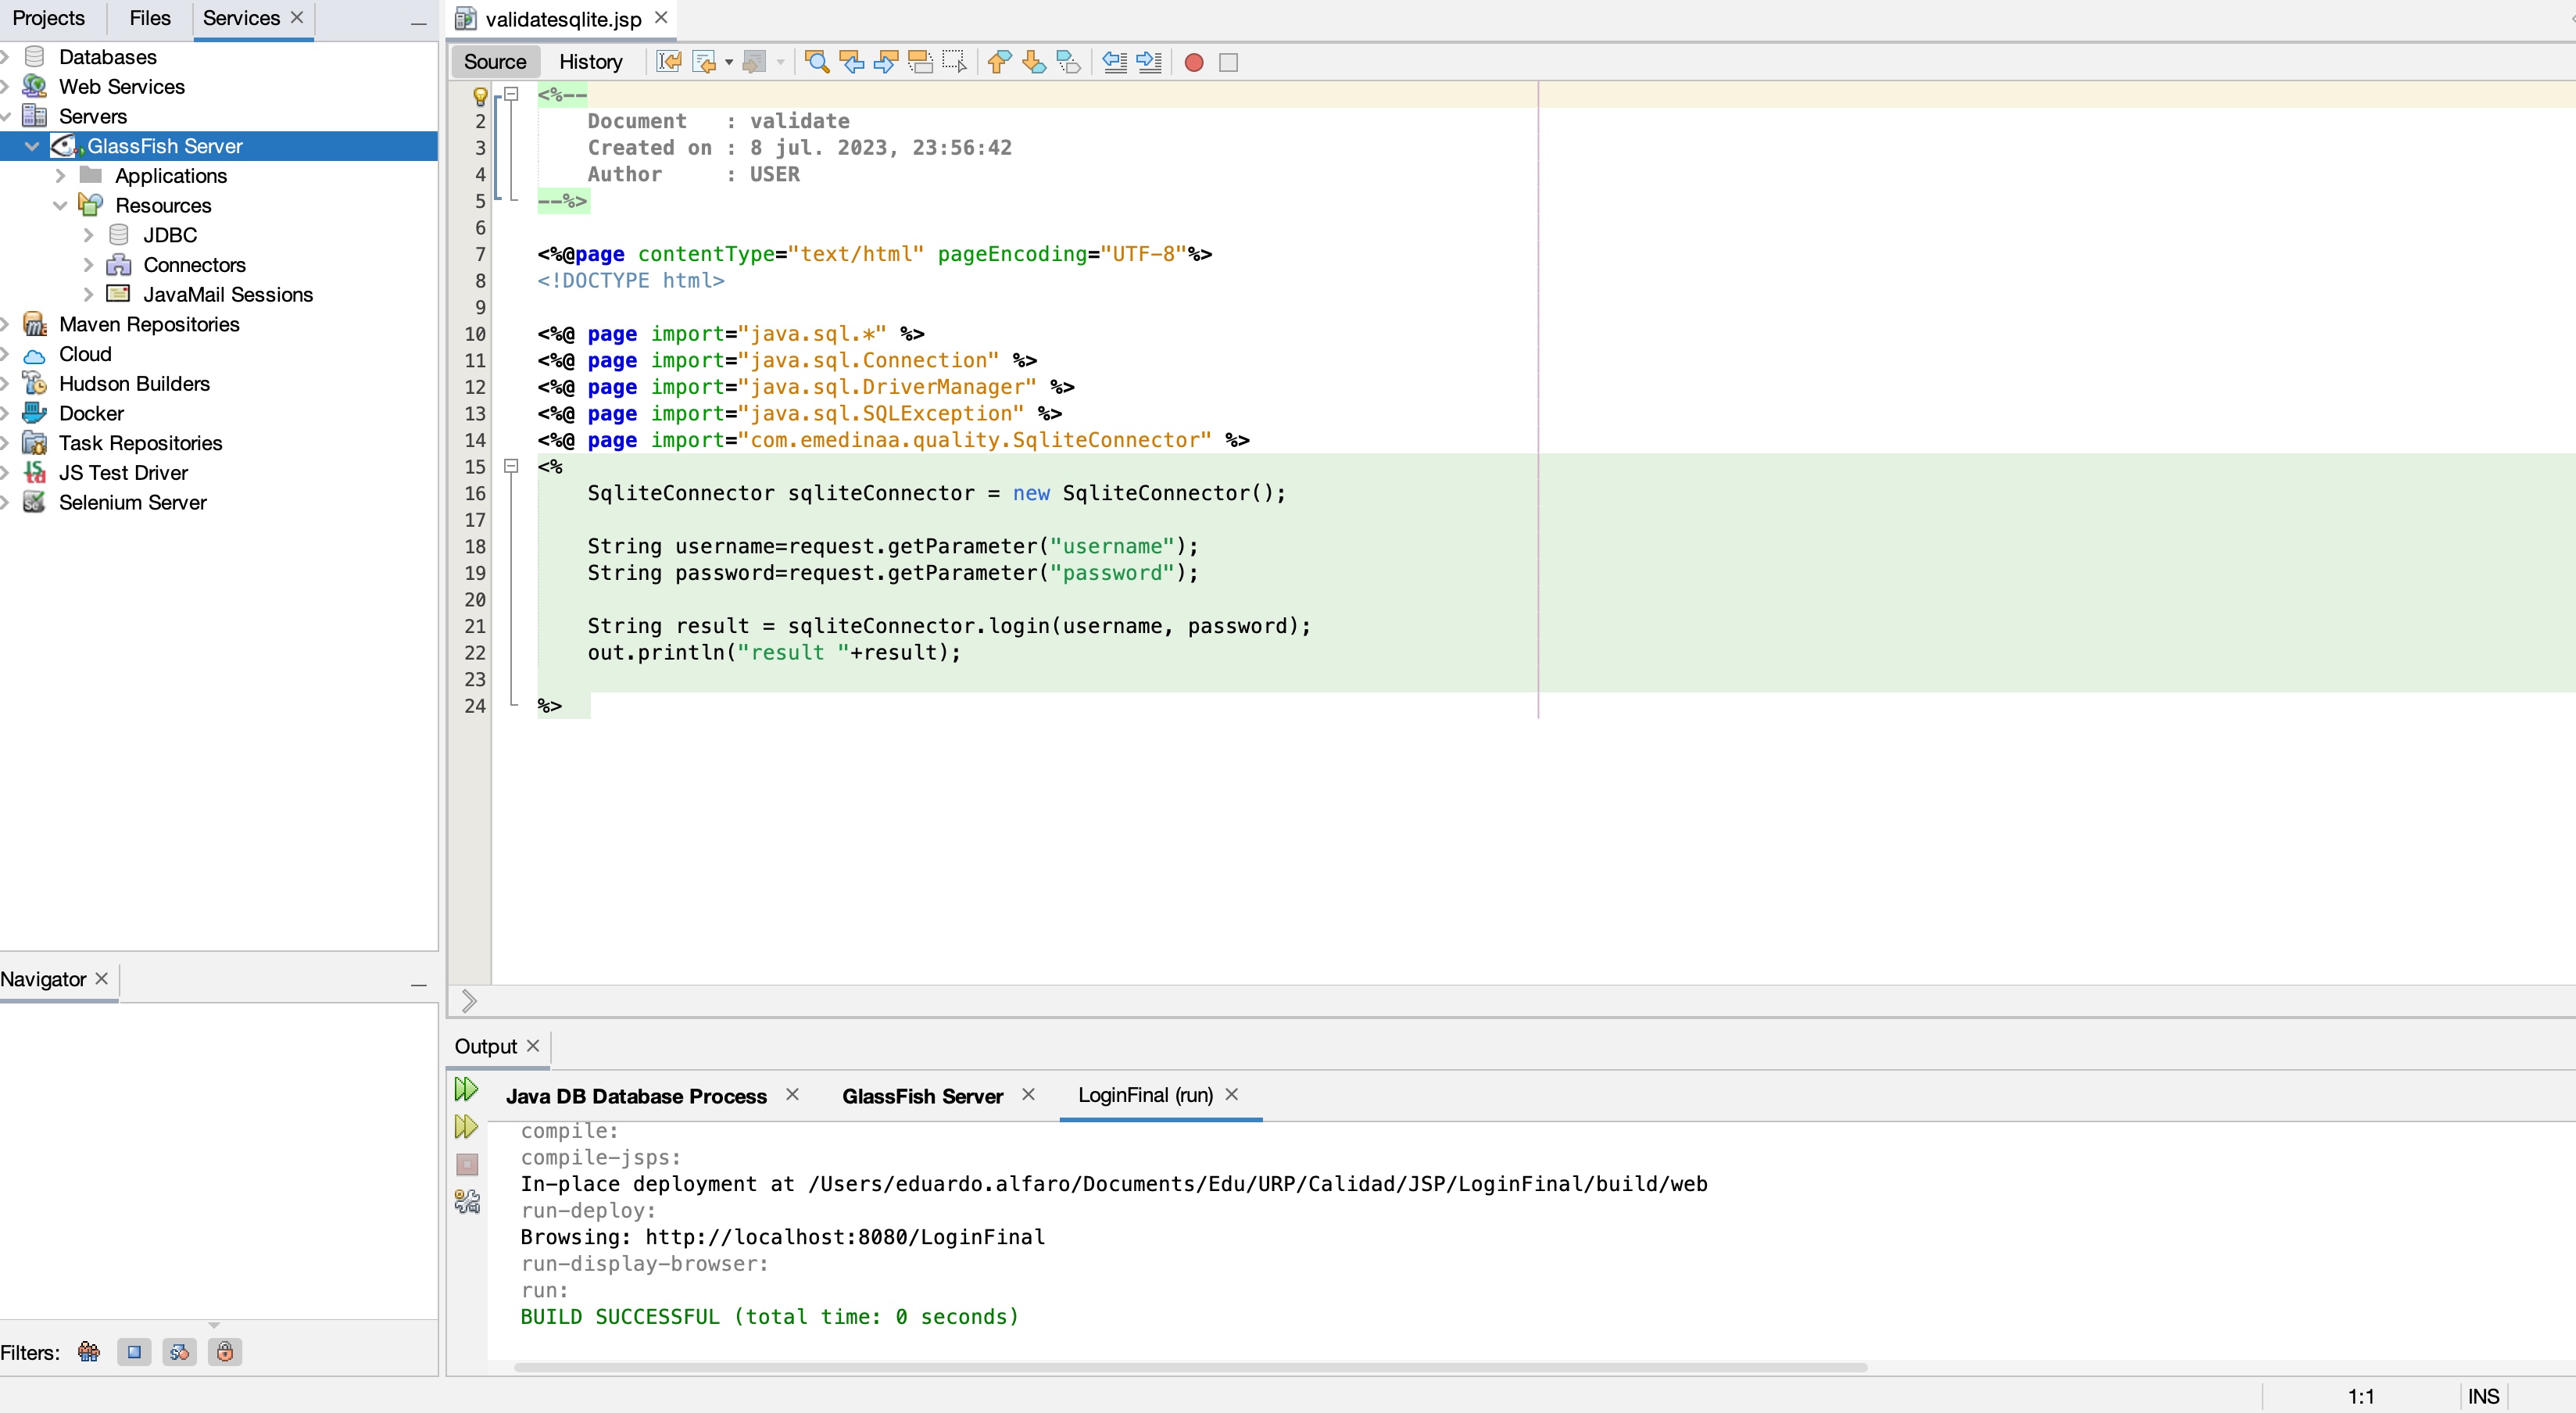 Projects Files Services
Databases
Web Services
Servers
GlassFish Server
Applications
Resources
JDBC
Connectors
JavaMail Sessions
Maven Repositories
Cloud
Hudson Builders
Docker
Task Repositories
JS Test Driver
Selenium Server
Navigator
Filters:
validatesqlite.jsp
Source History
<%--
2 Document : validate
3 Created on : 8 jul. 2023, 23:56:42
4 Author : USER
5 --%>
6
7 <%@page contentType="text/html" pageEncoding="UTF-8"%>
8 <!DOCTYPE html>
9
10 <%@ page import="java.sql.*" %>
11 <%@ page import="java.sql.Connection" %>
12 <%@ page import="java.sql.DriverManager" %>
13 <%@ page import="java.sql.SQLException" %>
14 <%@ page import="com.emedinaa.quality.SqliteConnector" %>
15 <%
16 SqliteConnector sqliteConnector = new SqliteConnector();
17
18 String username=request.getParameter("username");
19 String password=request.getParameter("password");
20
21 String result = sqliteConnector.login(username, password);
22 out.println("result "+result);
23
24 %>
Output
Java DB Database Process GlassFish Server LoginFinal (run)
compile:
compile-jsps:
In-place deployment at /Users/eduardo.alfaro/Documents/Edu/URP/Calidad/JSP/LoginFinal/build/web
run-deploy:
Browsing: http://localhost:8080/LoginFinal
run-display-browser:
run:
BUILD SUCCESSFUL (total time: 0 seconds)
1:1 INS